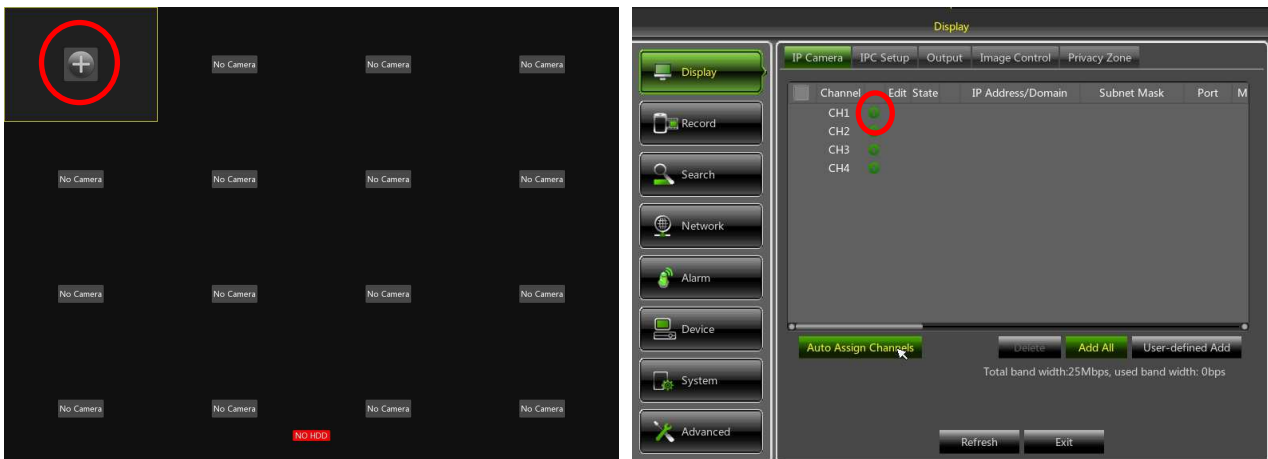 No Camera No Camera No Camera
No Camera No Camera No Camera No Camera
No Camera No Camera No Camera No Camera
No Camera No Camera No Camera No Camera
NO HDD
Display
Display
Record
Search
Network
Alarm
Device
System
Advanced
IP Camera IPC Setup Output Image Control Privacy Zone
Channel Edit State IP Address/Domain Subnet Mask Port M
CH1
CH2
CH3
CH4
Auto Assign Channels Delete Add All User-defined Add
Total band width:25Mbps, used band width: 0bps
Refresh Exit